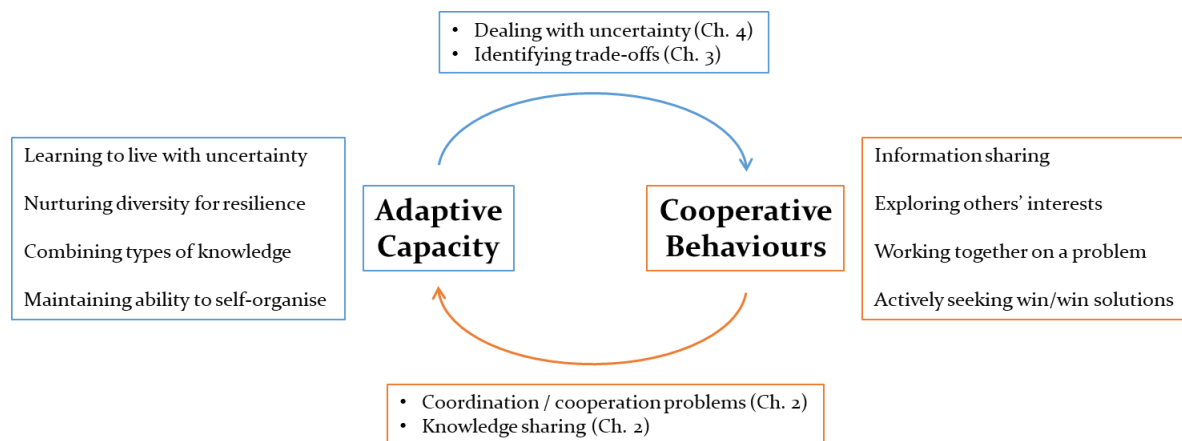 • Dealing with uncertainty (Ch. 4)
• Identifying trade-offs (Ch. 3)
Learning to live with uncertainty
Nurturing diversity for resilience
Combining types of knowledge
Maintaining ability to self-organise
Adaptive
Capacity
Cooperative
Behaviours
Information sharing
Exploring others’ interests
Working together on a problem
Actively seeking win/win solutions
• Coordination / cooperation problems (Ch. 2)
• Knowledge sharing (Ch. 2)